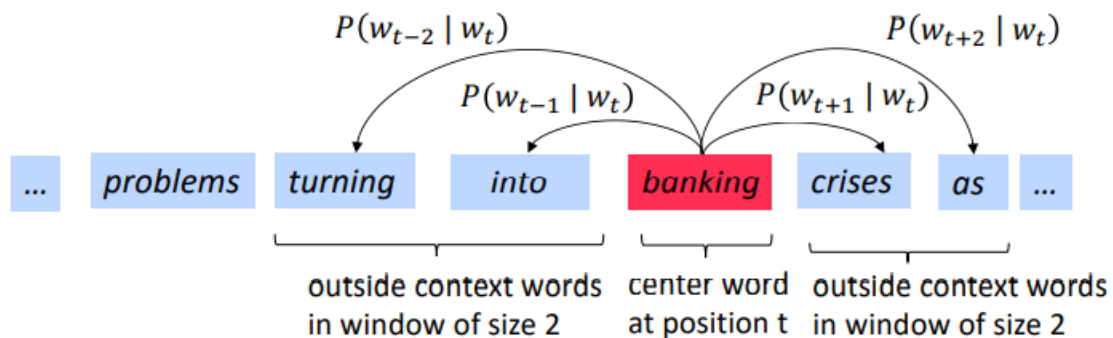 P(w_{t−2} | w_t) P(w_{t+2} | w_t)
P(w_{t−1} | w_t) P(w_{t+1} | w_t)
... problems turning into banking crises as ...
outside context words center word outside context words
in window of size 2 at position t in window of size 2